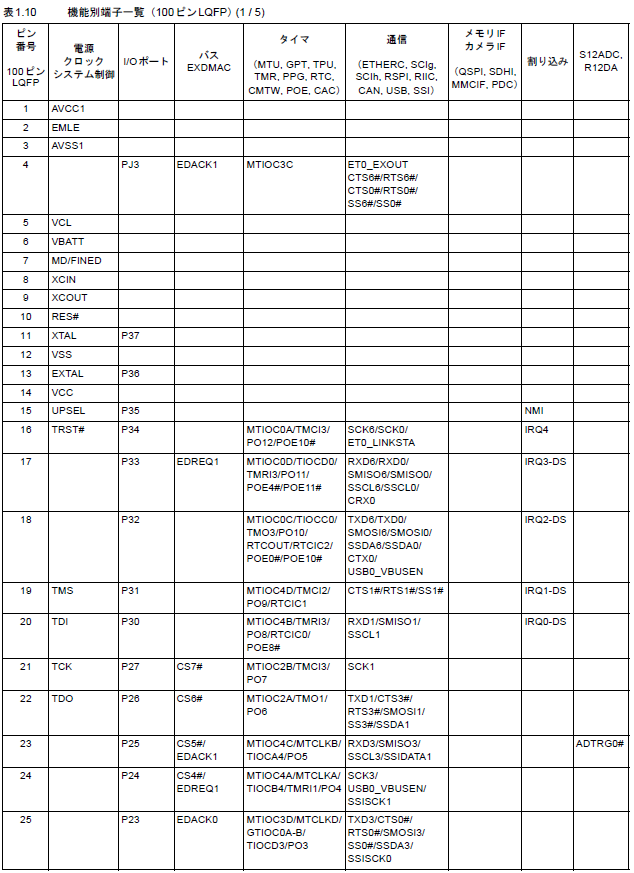 表1.10 機能別端子一覧（100ピンLQFP）(1 / 5)
ピン
番号
100ピン
LQFP
電源
クロック
システム制御
I/Oポート
バス
EXDMAC
タイマ
(MTU, GPT, TPU,
TMR, PPG, RTC,
CMTW, POE, CAC)
通信
(ETHERC, SCIg,
SCIh, RSPI, RIIC,
CAN, USB, SSI)
メモリIF
カメラIF
(QSPI, SDHI,
MMCIF, PDC)
割り込み
S12ADC,
R12DA
1 AVCC1
2 EMLE
3 AVSS1
4 PJ3 EDACK1 MTIOC3C ET0_EXOUT
CTS6#/RTS6#/
CTS0#/RTS0#/
SS6#/SS0#
5 VCL
6 VBATT
7 MD/FINED
8 XCIN
9 XCOUT
10 RES#
11 XTAL P37
12 VSS
13 EXTAL P36
14 VCC
15 UPSEL P35 NMI
16 TRST# P34 MTIOC0A/TMCI3/ SCK6/SCK0/ IRQ4
PO12/POE10# ET0_LINKSTA
17 P33 EDREQ1 MTIOC0D/TIOCD0/ RXD6/RXD0/ IRQ3-DS
TMRI3/PO11/ SMISO6/SMISO0/
POE4#/POE11# SSCL6/SSCL0/
CRX0
18 P32 MTIOC0C/TIOCC0/ TXD6/TXD0/ IRQ2-DS
TMO3/PO10/ SMOSI6/SMOSI0/
RTCOUT/RTCIC2/ SSDA6/SSDA0/
POE0#/POE10# CTX0/
USB0_VBUSEN
19 TMS P31 MTIOC4D/TMCI2/ CTS1#/RTS1#/SS1# IRQ1-DS
PO9/RTCIC1
20 TDI P30 MTIOC4B/TMRI3/ RXD1/SMISO1/ IRQ0-DS
PO8/RTCIC0/ SSCL1
POE8#
21 TCK P27 CS7# MTIOC2B/TMCI3/ SCK1
PO7
22 TDO P26 CS6# MTIOC2A/TMO1/ TXD1/CTS3#/
PO6 RTS3#/SMOSI1/
SS3#/SSDA1
23 P25 CS5#/ MTIOC4C/MTCLKB/ RXD3/SMISO3/ ADTRG0#
EDACK1 TIOCA4/PO5 SSCL3/SSIDATA1
24 P24 CS4#/ MTIOC4A/MTCLKA/ SCK3/
EDREQ1 TIOCB4/TMRI1/PO4 USB0_VBUSEN/
SSISCK1
25 P23 EDACK0 MTIOC3D/MTCLKD/ TXD3/CTS0#/
GTIOC0A-B/ RTS0#/SMOSI3/
TIOCD3/PO3 SS0#/SSDA3/
SSISCK0